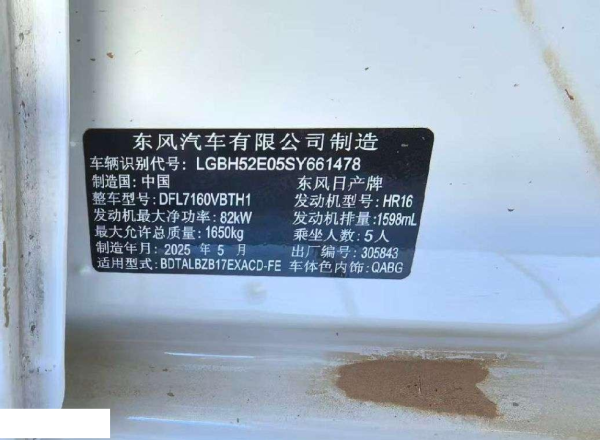 东风汽车有限公司制造
车辆识别代号: LGBH52E05SY661478
制造国: 中国 东风日产牌
整车型号: DFL7160VBTH1 发动机型号: HR16
发动机最大净功率: 82kW 发动机排量: 1598mL
最大允许总质量: 1650kg 乘坐人数: 5人
制造年月: 2025 年 5 月 出厂编号: 305843
适用型式: BDTALBZB17EXACD-FE 车体色内饰: QABG